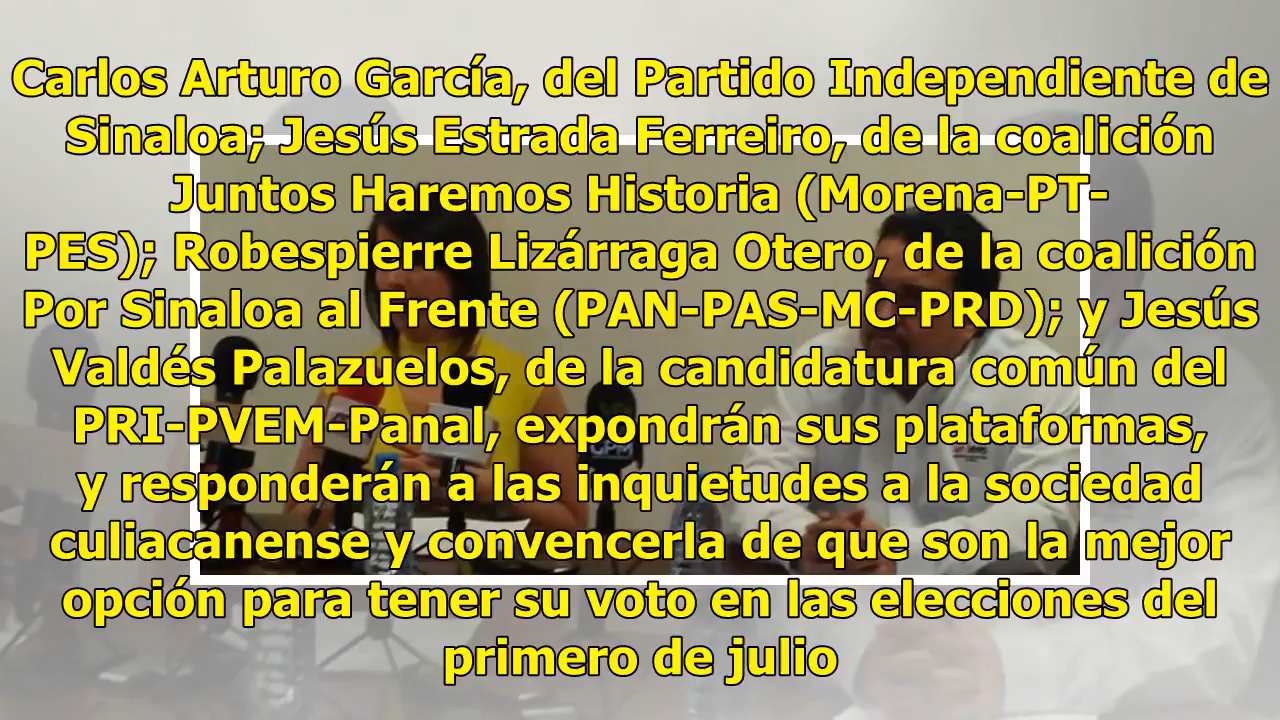 Carlos Arturo García, del Partido Independiente de
Sinaloa; Jesús Estrada Ferreiro, de la coalición
Juntos Haremos Historia (Morena-PT-
PES); Robespierre Lizárraga Otero, de la coalición
Por Sinaloa al Frente (PAN-PAS-MC-PRD); y Jesús
Valdés Palazuelos, de la candidatura común del
PRI-PVEM-Panal, expondrán sus plataformas,
y responderán a las inquietudes a la sociedad
culiacanense y convencerla de que son la mejor
opción para tener su voto en las elecciones del
primero de julio